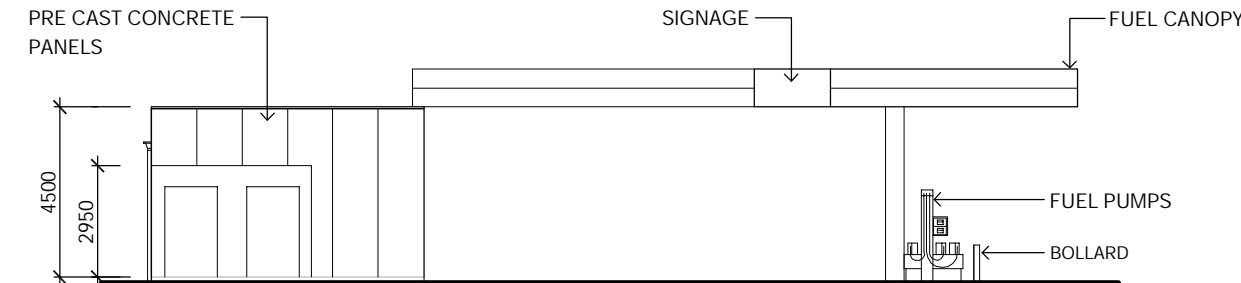 PRE CAST CONCRETE
PANELS
SIGNAGE
FUEL CANOPY
4500
2950
FUEL PUMPS
BOLLARD